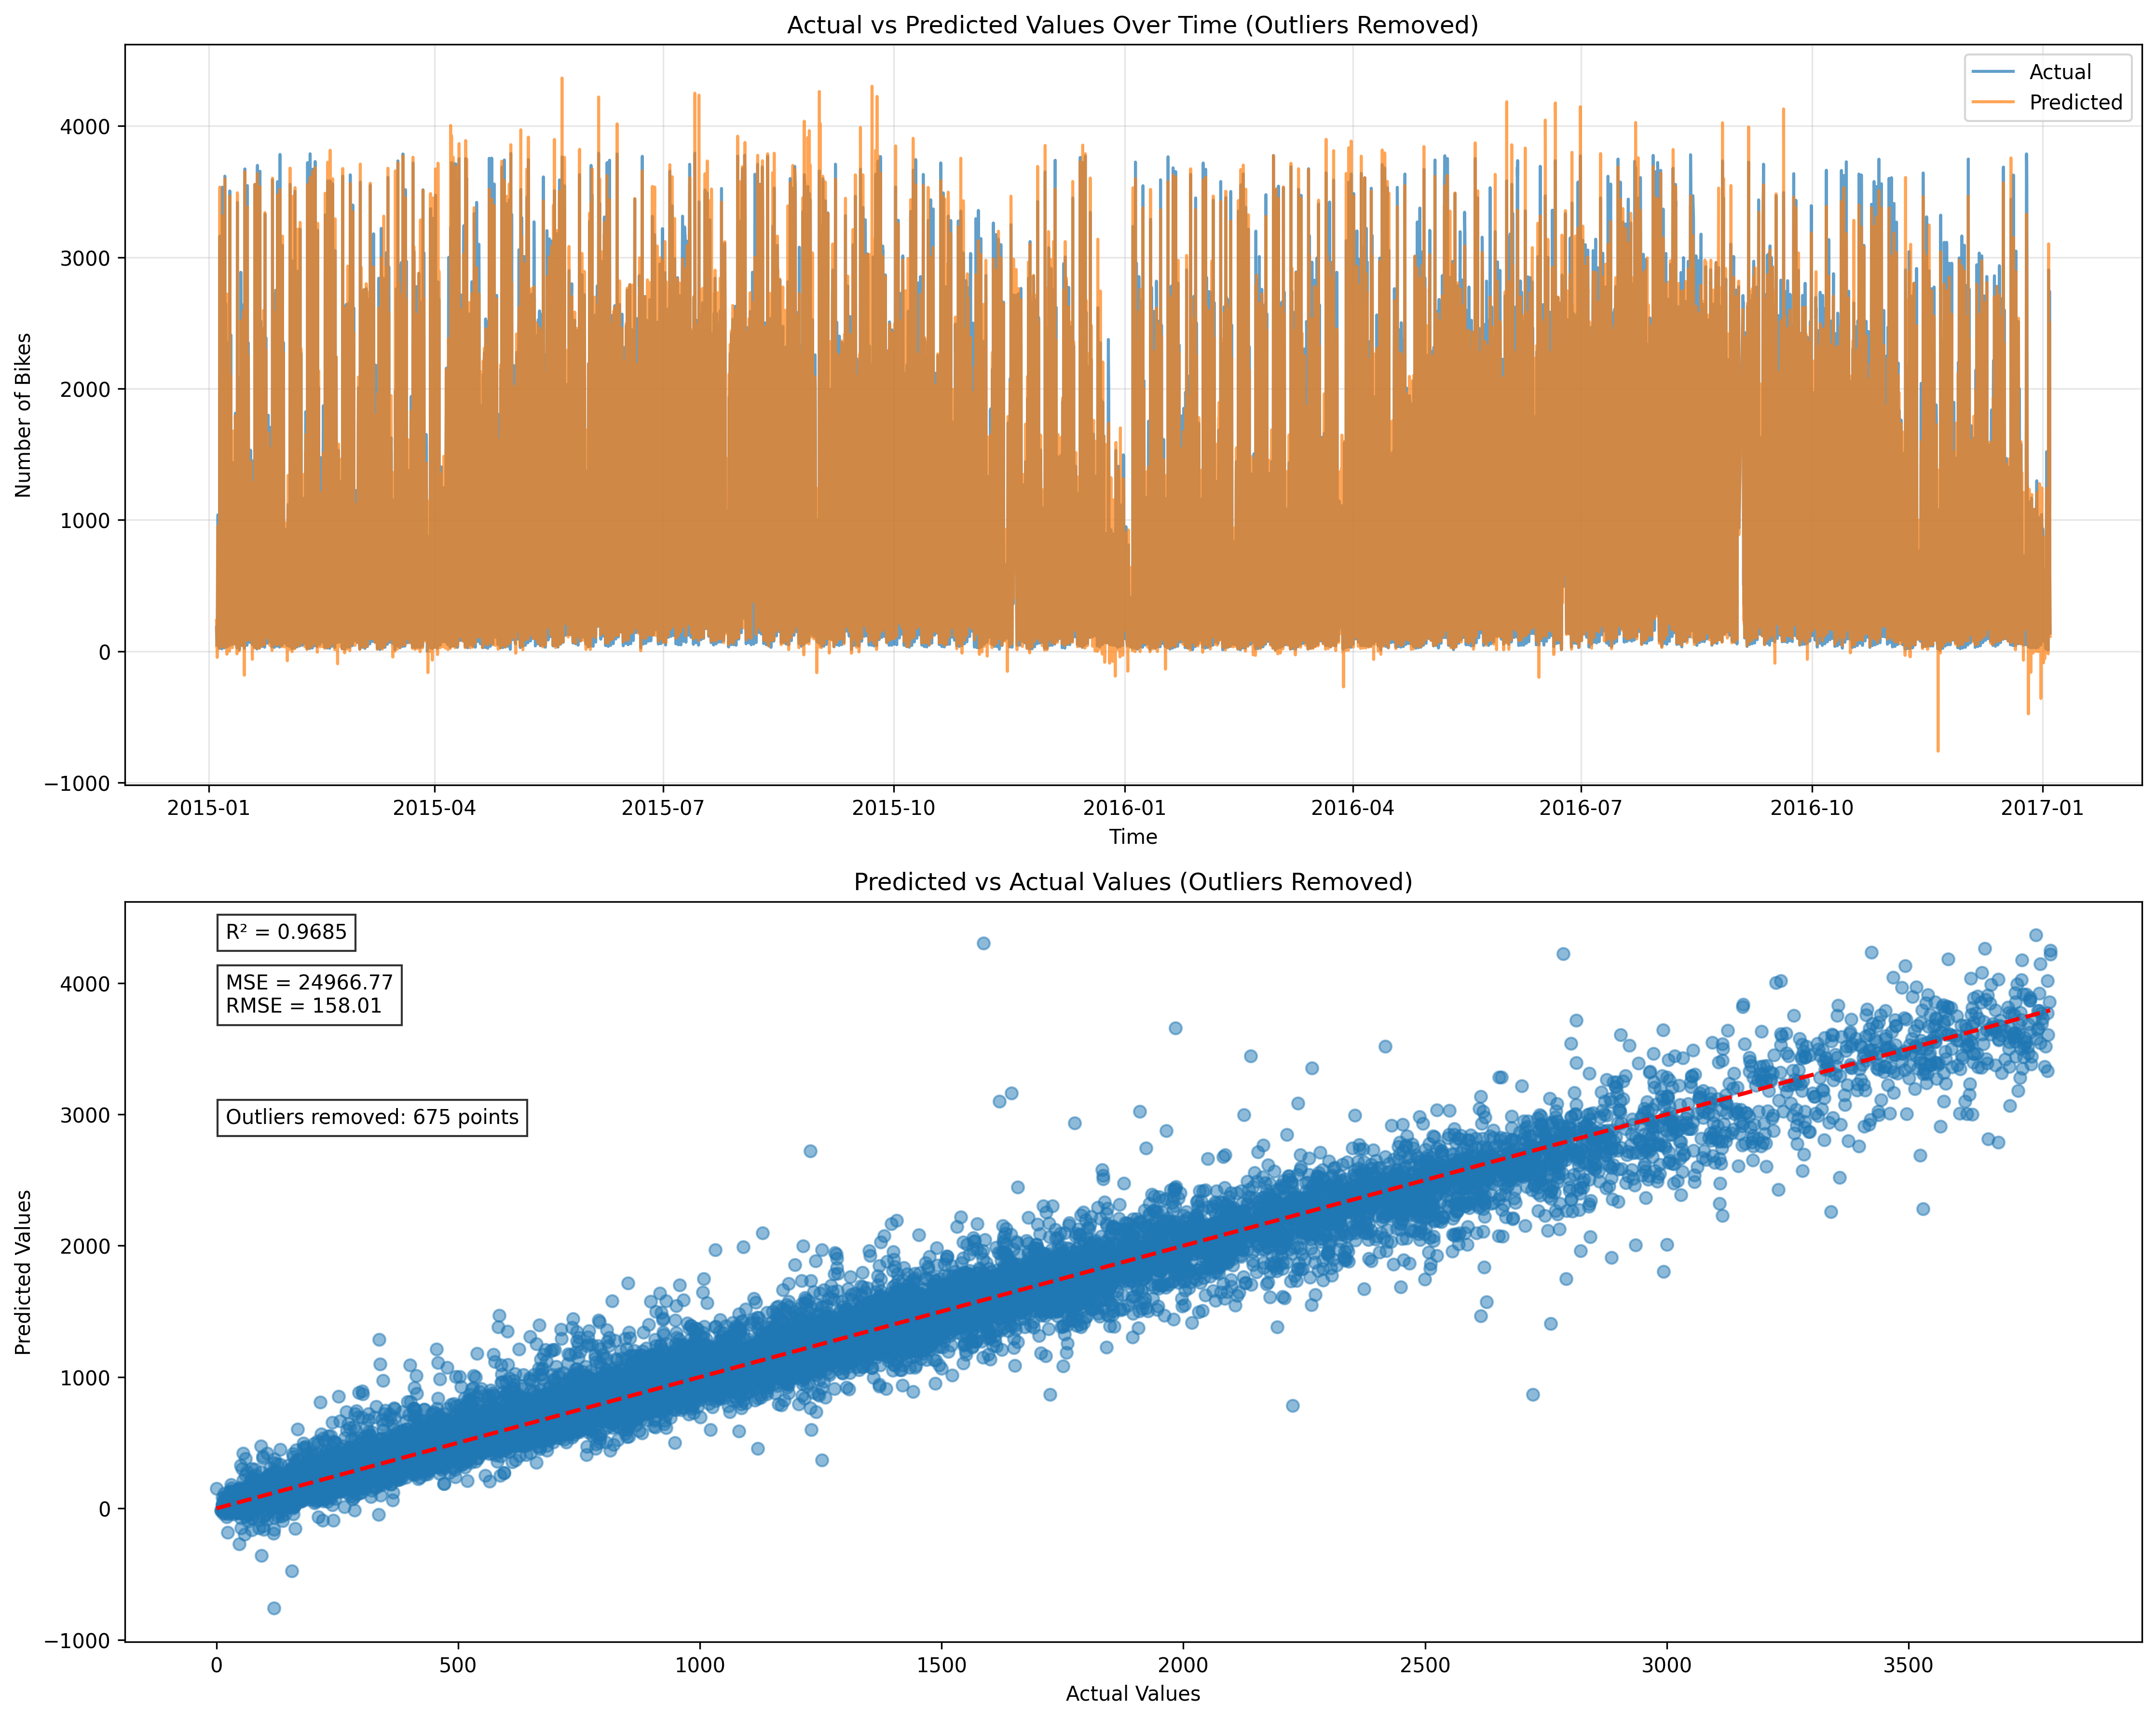 Actual vs Predicted Values Over Time (Outliers Removed)
Actual
Predicted
Number of Bikes
4000
3000
2000
1000
0
−1000
2015-01 2015-04 2015-07 2015-10 2016-01 2016-04 2016-07 2016-10 2017-01
Time
Predicted vs Actual Values (Outliers Removed)
R² = 0.9685
MSE = 24966.77
RMSE = 158.01
Outliers removed: 675 points
Predicted Values
4000
3000
2000
1000
0
−1000
0 500 1000 1500 2000 2500 3000 3500
Actual Values